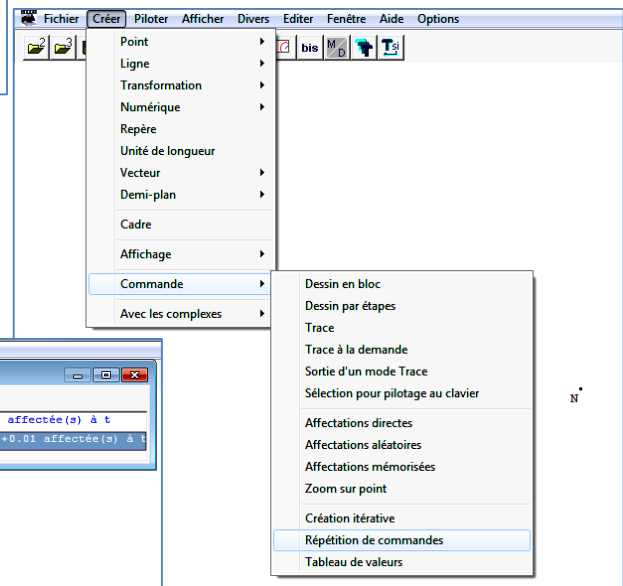 Fichier Créer Piloter Afficher Divers Editer Fenêtre Aide Options
2 3 bis M/D Tsi
Point
Ligne
Transformation
Numérique
Repère
Unité de longueur
Vecteur
Demi-plan
Cadre
Affichage
Commande
Avec les complexes
Dessin en bloc
Dessin par étapes
Trace
Trace à la demande
Sortie d'un mode Trace
Sélection pour pilotage au clavier
Affectations directes
Affectations aléatoires
Affectations mémorisées
Zoom sur point
Création itérative
Répétition de commandes
Tableau de valeurs
N
affectée(s) à t
+0.01 affectée(s) à t